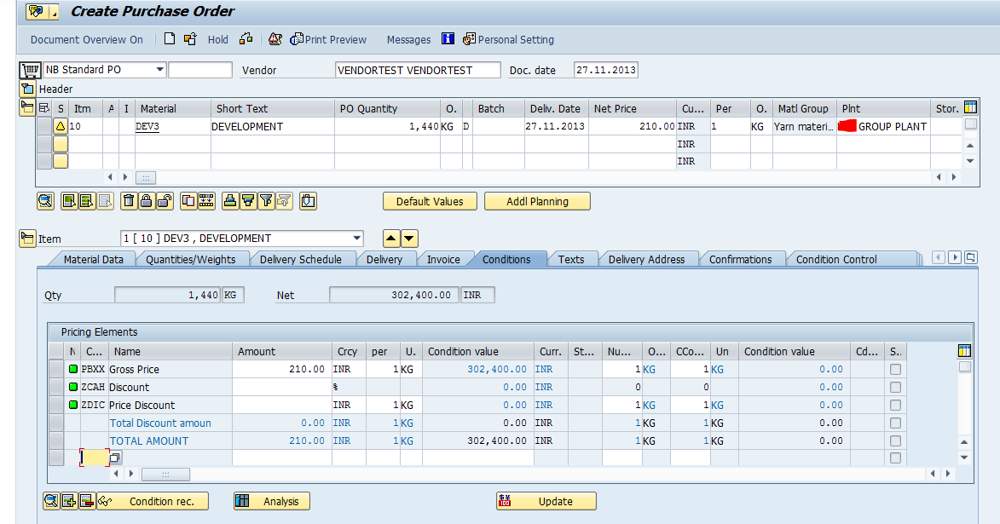 Create Purchase Order
Document Overview On Hold Print Preview Messages Personal Setting
NB Standard PO Vendor VENDORTEST VENDORTEST Doc. date 27.11.2013
Header
S Itm A I Material Short Text PO Quantity O. Batch Deliv. Date Net Price Cu... Per O. Matl Group Plnt Stor.
10 DEV3 DEVELOPMENT 1,440 KG D 27.11.2013 210.00 INR 1 KG Yarn materi... GROUP PLANT
INR
INR
Default Values Addl Planning
Item 1 [ 10 ] DEV3 , DEVELOPMENT
Material Data Quantities/Weights Delivery Schedule Delivery Invoice Conditions Texts Delivery Address Confirmations Condition Control
Qty 1,440 KG Net 302,400.00 INR
Pricing Elements
N C... Name Amount Crcy per U. Condition value Curr. St... Nu... O... CCo... Un Condition value Cd... S..
PBXX Gross Price 210.00 INR 1 KG 302,400.00 INR 1 KG 1 KG 0.00
ZCAH Discount % 0.00 INR 0 0 0.00
ZDIC Price Discount INR 1 KG 0.00 INR 1 KG 1 KG 0.00
Total Discount amoun 0.00 INR 1 KG 0.00 INR 1 KG 1 KG 0.00
TOTAL AMOUNT 210.00 INR 1 KG 302,400.00 INR 1 KG 1 KG 0.00
Condition rec. Analysis Update